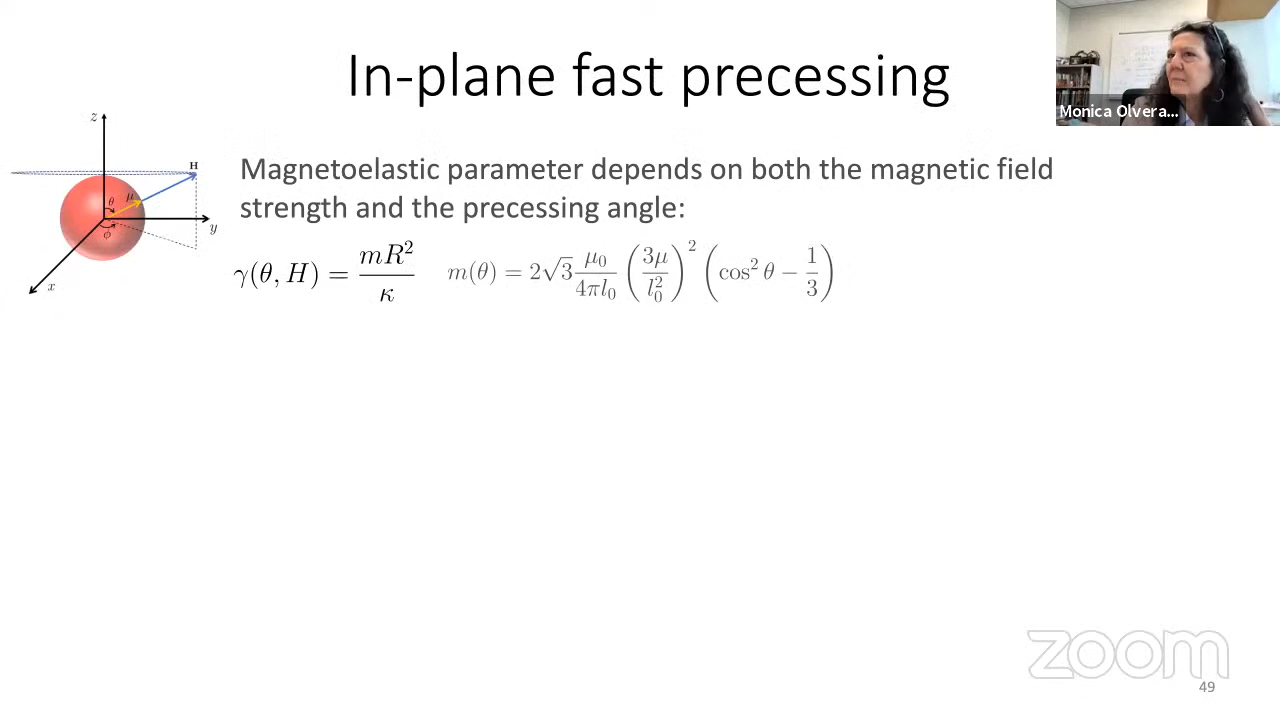 In-plane fast precessing
Monica Olvera...
z
H
μ
θ
ϕ
y
x
Magnetoelastic parameter depends on both the magnetic field
strength and the precessing angle:
γ(θ, H) = mR²/κ
m(θ) = 2√3 μ₀/4πl₀ (3μ/l₀²)² (cos² θ − 1/3)
zoom
49